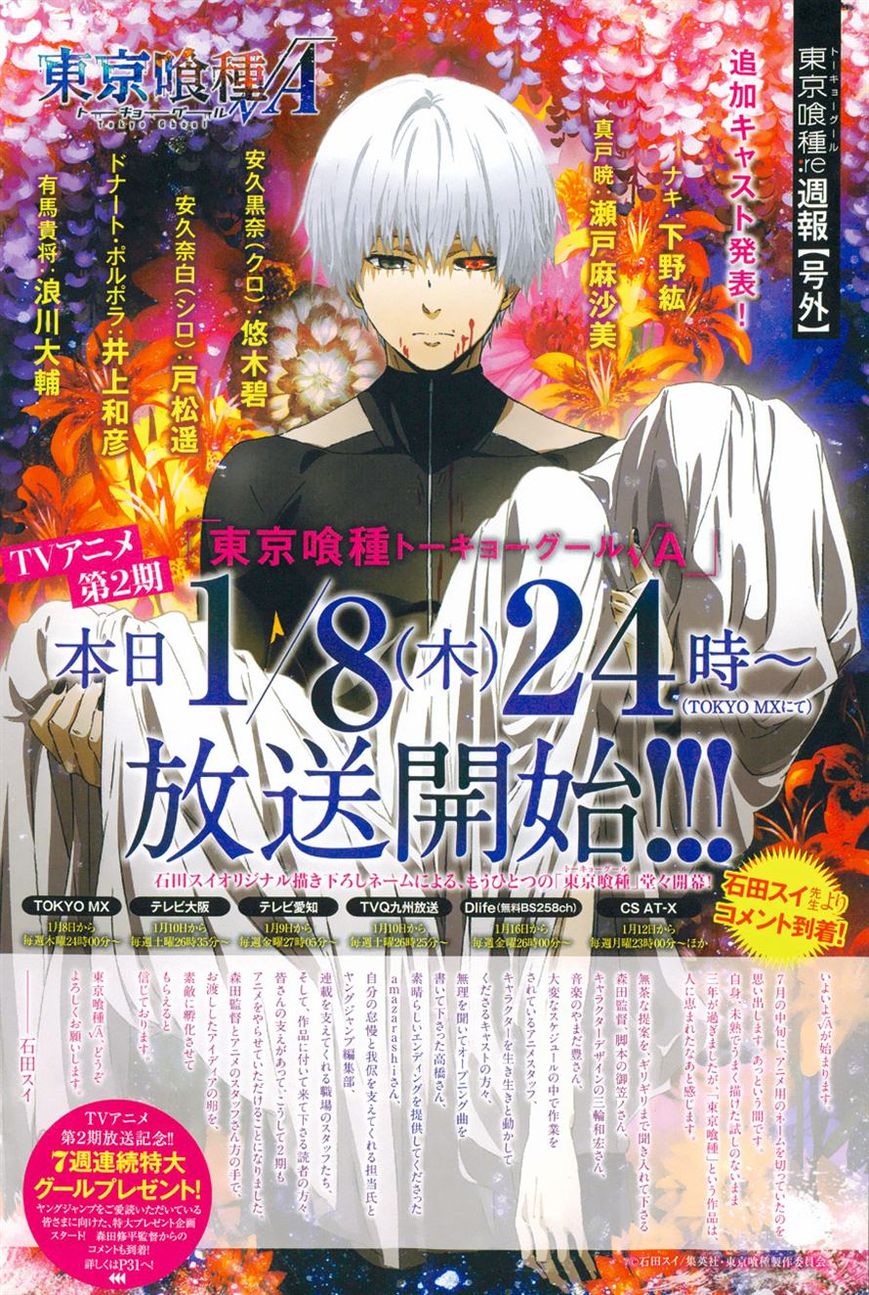 トーキョーグール
東京喰種:re週報【号外】
追加キャスト発表!
ナキ:下野紘
真戸暁:瀬戸麻沙美
東京喰種√A
トーキョーグール
Tokyo Ghoul
安久黒奈(クロ):悠木碧
安久奈白(シロ):戸松遥
ドナート・ポルポラ:井上和彦
有馬貴将:浪川大輔
TVアニメ
第2期
「東京喰種トーキョーグール√A」
本日1/8(木)24時~
(TOKYO MXにて)
放送開始!!!
石田スイオリジナル描き下ろしネームによる、もうひとつの「東京喰種」堂々開幕!
トーキョーグール
石田スイ先生より
コメント到着!
TOKYO MX
1月8日から
毎週木曜24時00分~
テレビ大阪
1月10日から
毎週土曜26時35分~
テレビ愛知
1月9日から
毎週金曜27時05分~
TVQ九州放送
1月10日から
毎週土曜26時25分~
Dlife(無料BS258ch)
1月16日から
毎週金曜26時00分~
CS AT-X
1月12日から
毎週月曜23時00分~ほか
いよいよ√Aが始まります。
7月の中旬に、アニメ用のネームを切っていたのを
思い出します。あっという間です。
自身、未熟でうまく描けた試しのないまま
三年が過ぎましたが、「東京喰種」という作品は、
人に恵まれたなあと感じます。
無茶な提案を、ギリギリまで聞き入れて下さる
森田監督、脚本の御笠ノさん、
キャラクターデザインの三輪和宏さん、
音楽のやまだ豊さん、
大変なスケジュールの中で作業を
されているアニメスタッフ、
キャラクターを生き生きと動かして
くださるキャストの方々、
無理を聞いてオープニング曲を
書いて下さった高橋さん、
素晴らしいエンディングを提供してくださった
amazarashiさん、
自分の怠慢と我侭を支えてくれる担当氏と
ヤングジャンプ編集部、
連載を支えてくれる職場のスタッフたち、
そして、作品に付いて来て下さる読者の方々
皆さんの支えがあって、こうして2期も
アニメをやらせていただけることになりました。
森田監督とアニメのスタッフさん方の手で、
お渡ししたアイディアの卵を、
素敵に孵化させて
もらえると
信じております。
東京喰種√A、どうぞ
よろしくお願いします。
――石田スイ
TVアニメ
第2期放送記念!!
7週連続特大
グールプレゼント!
ヤングジャンプをご愛読いただいている
皆さまに向けた、特大プレゼント企画
スタート! 森田修平監督からの
コメントも到着!
詳しくはP31へ!
©石田スイ/集英社・東京喰種製作委員会